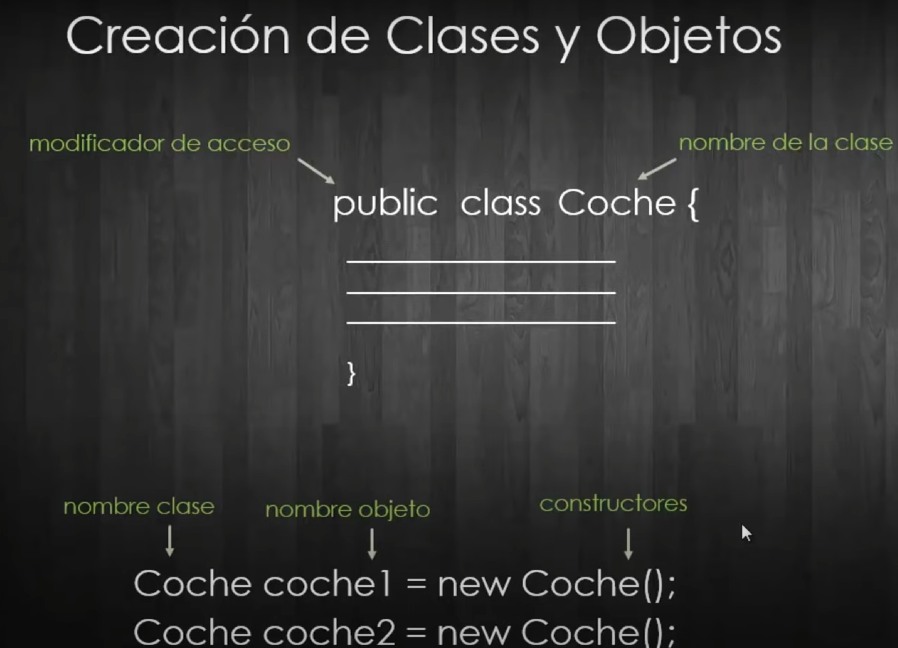 Creación de Clases y Objetos
modificador de acceso
nombre de la clase
public class Coche {
}
nombre clase
nombre objeto
constructores
Coche coche1 = new Coche();
Coche coche2 = new Coche();